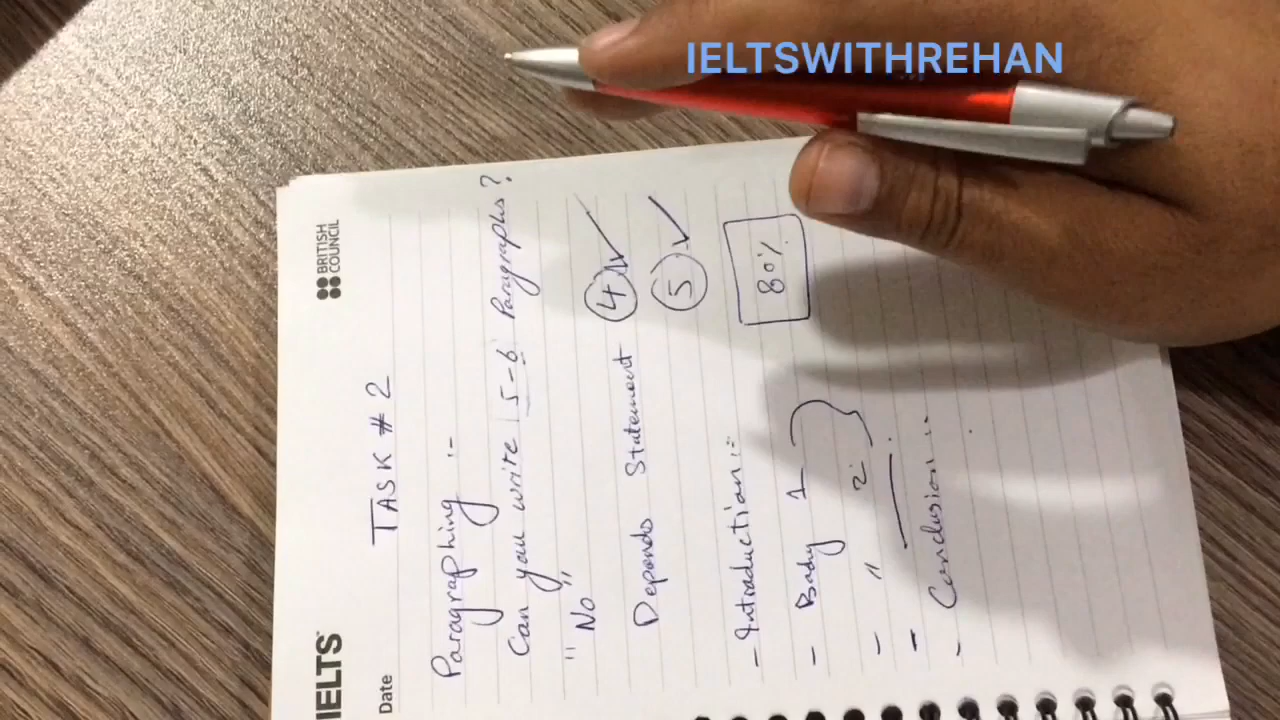 IELTSWITHREHAN
IELTS™ BRITISH COUNCIL
Date
TASK # 2
Paragraphing :-
Can you write 5-6 Paragraphs?
"No"
Depends Statement 4
5
- Introduction :-
80%
- Body 1
- " 2
-
- Conclusion